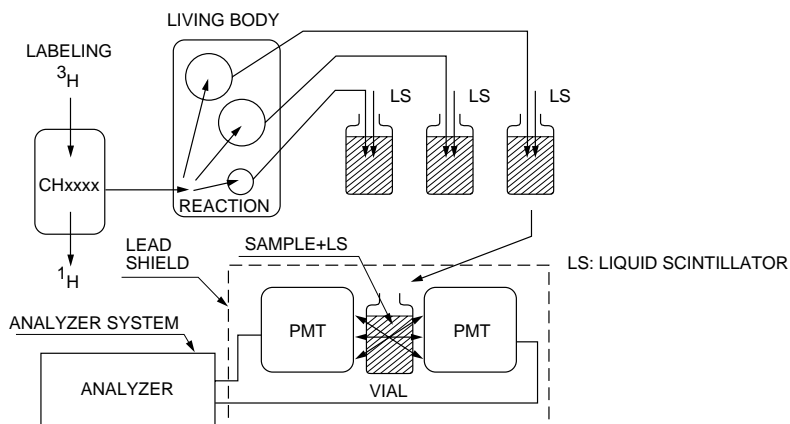 LIVING BODY
LABELING
³H
LS
LS
LS
CHxxxx
REACTION
¹H
LEAD
SHIELD
SAMPLE+LS
LS: LIQUID SCINTILLATOR
ANALYZER SYSTEM
PMT
PMT
ANALYZER
VIAL